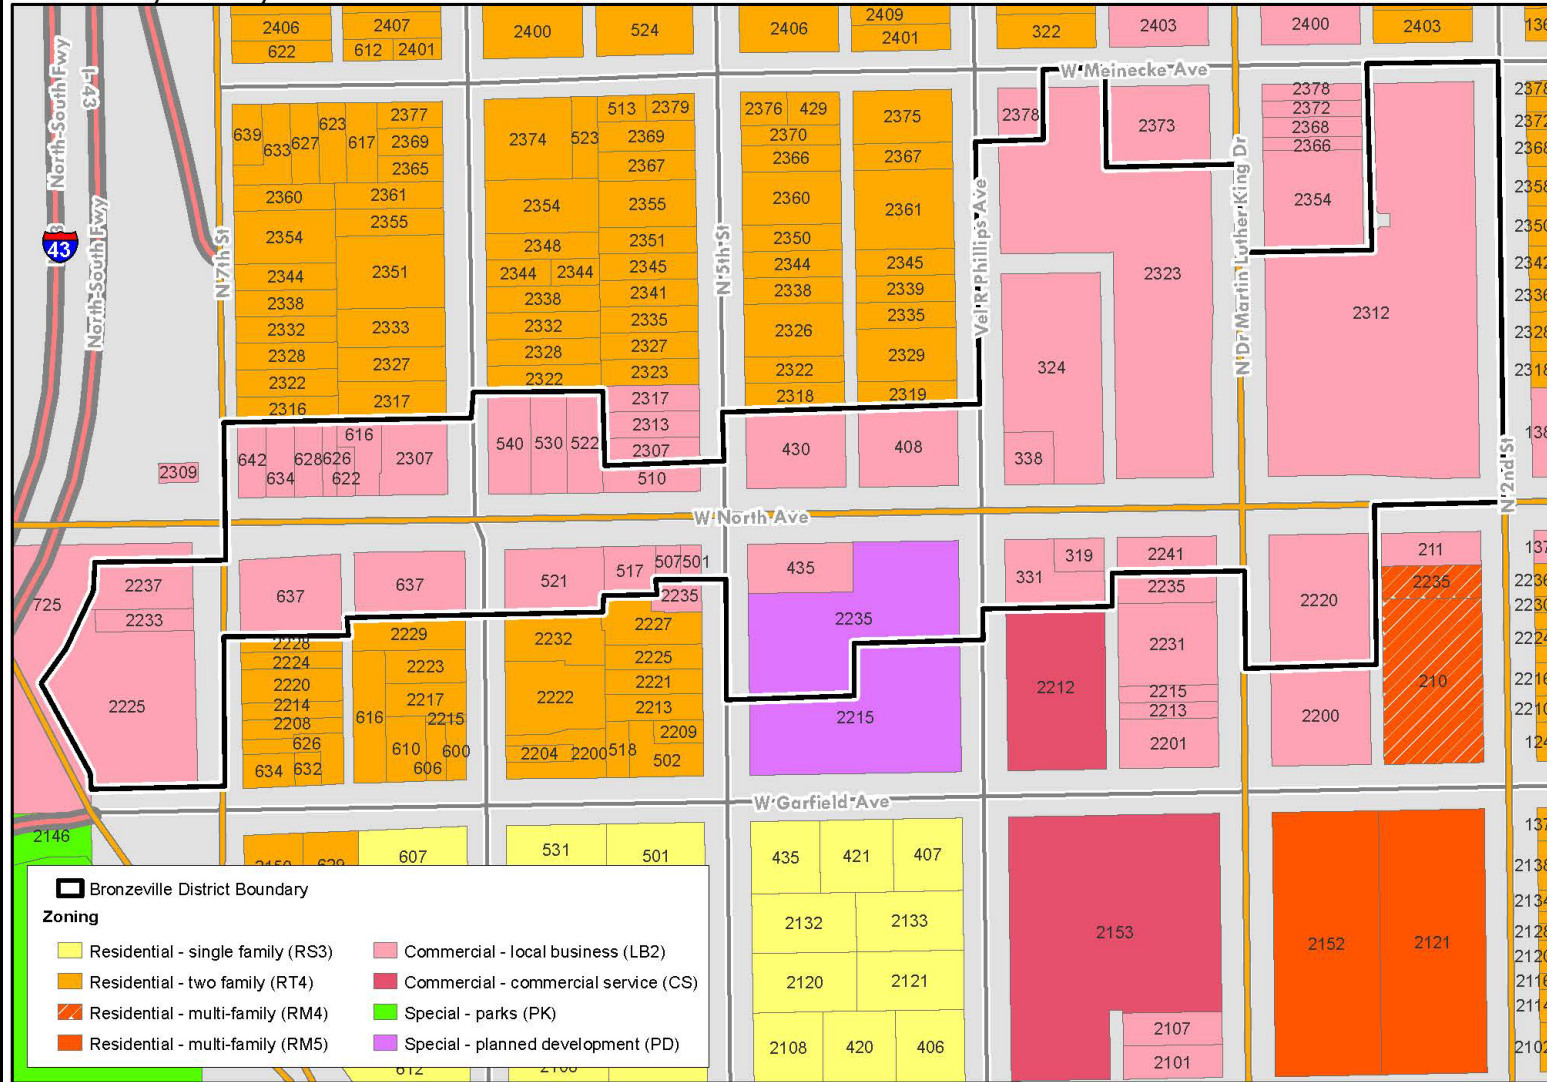 2406 2407 2400 524 2406 2409 322 2403 2400 2403
622 612 2401 2401
W Meinecke Ave
North-South Fwy
I-43
North-South Fwy
43
N 7th St
N 5th St
Vel R Phillips Ave
N Dr Martin Luther King Dr
N 2nd St
639 633 627 623 617 2377
2369
2365
2360 2361
2355
2354
2351
2344
2338
2332 2333
2328 2327
2322
2316 2317
2374 523 513 2379
2369
2367
2354 2355
2348 2351
2344 2344 2345
2338 2341
2332 2335
2328 2327
2322 2323
2317
2313
2307
2376 429 2375
2370
2366 2367
2360 2361
2350
2344 2345
2338 2339
2326 2335
2329
2322
2318 2319
2378 2373
2323
324
338
2378
2372
2368
2366
2354
2312
2309
642 634 628 626 622 616 2307
540 530 522 510
430 408
W North Ave
725 2237
2233
2225
637 637
2228 2229
2224 2223
2220
2214 2217
2208 2215
626 616 610 600
634 632 606
521 517 507 501
2235
2232 2227
2225
2222 2221
2213
2209
2204 2200 518 502
435
2235
2215
331 319 2241
2235
2231
2212
2215
2213
2201
2220
2200
211
2235
210
W Garfield Ave
2146
607 531 501 435 421 407
2132 2133
2120 2121
2108 420 406
2153
2107
2101
2152 2121
Bronzeville District Boundary
Zoning
Residential - single family (RS3)
Residential - two family (RT4)
Residential - multi-family (RM4)
Residential - multi-family (RM5)
Commercial - local business (LB2)
Commercial - commercial service (CS)
Special - parks (PK)
Special - planned development (PD)